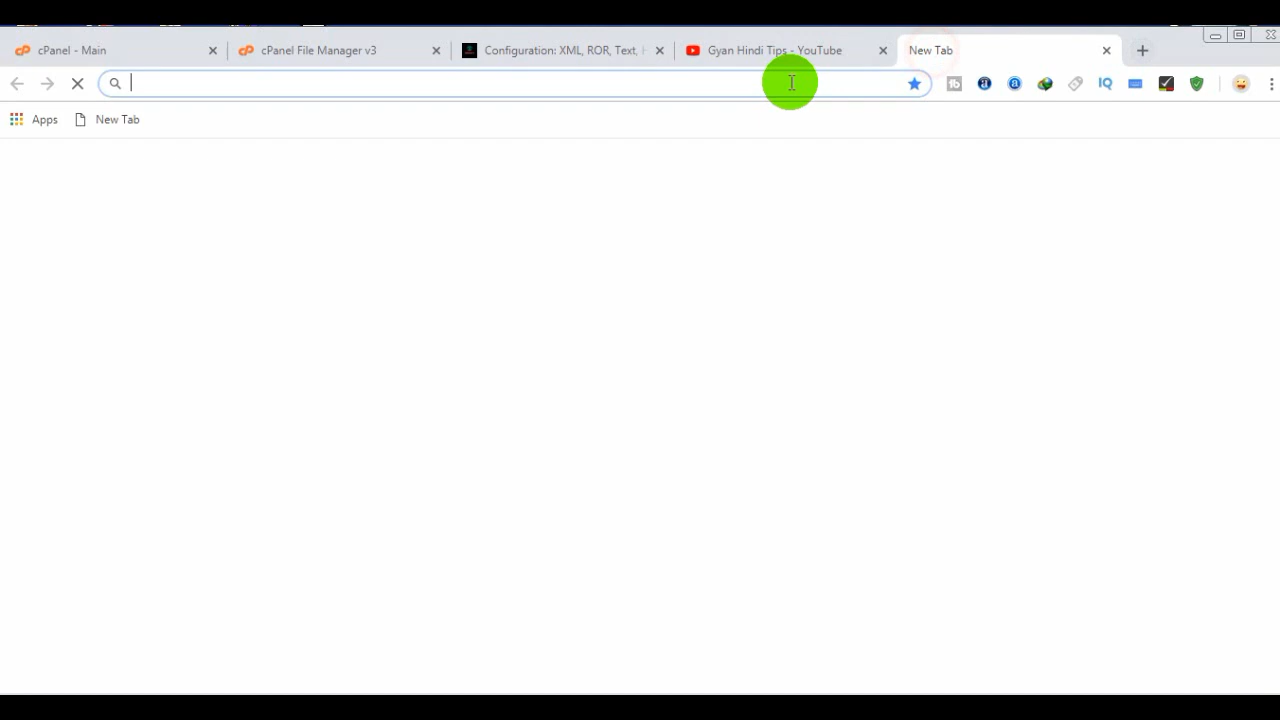 cPanel - Main
cPanel File Manager v3
Configuration: XML, ROR, Text, H
Gyan Hindi Tips - YouTube
New Tab
Apps
New Tab